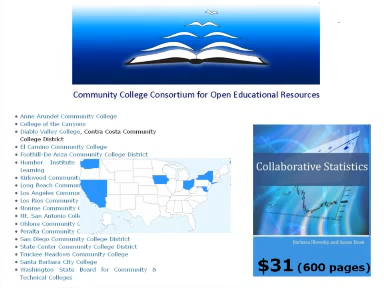 Community College Consortium for Open Educational Resources
Anne Arundel Community College
College of the Canyons
Diablo Valley College, Contra Costa Community
College District
El Camino Community College
Foothill-De Anza Community College District
Humber Institute
Learning
Kirkwood Commun
Long Beach Commun
Los Angeles Commun
Los Rios Community
Monroe Community C
Mt. San Antonio Coll
Ohlone Community C
Peralta Community C
San Diego Community College District
State Center Community College District
Truckee Meadows Community College
Santa Barbara City College
Washington State Board for Community &
Technical Colleges
Collaborative Statistics
Barbara Illowsky and Susan Dean
$31 (600 pages)